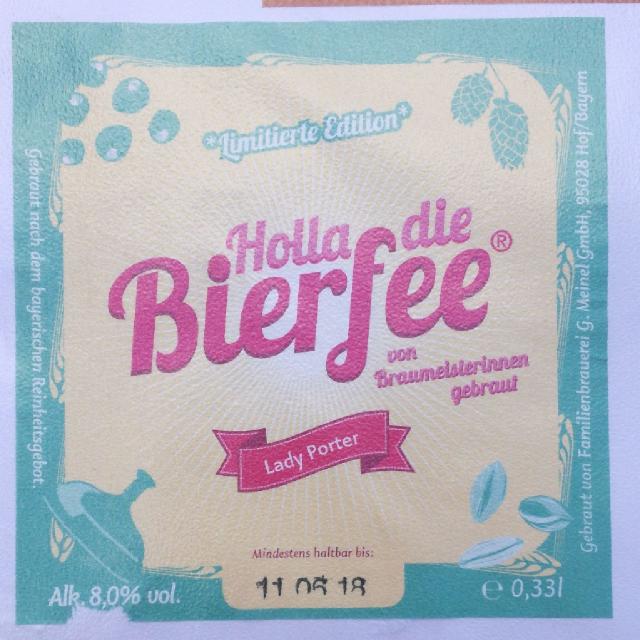 *Limitierte Edition*
Holla die
Bierfee®
von
Braumeisterinnen
gebraut
Lady Porter
Mindestens haltbar bis:
11 05 18
Alk. 8,0% vol.
℮ 0,33l
Gebraut nach dem bayerischen Reinheitsgebot.
Gebraut von Familienbrauerei G. Meinel GmbH, 95028 Hof/Bayern